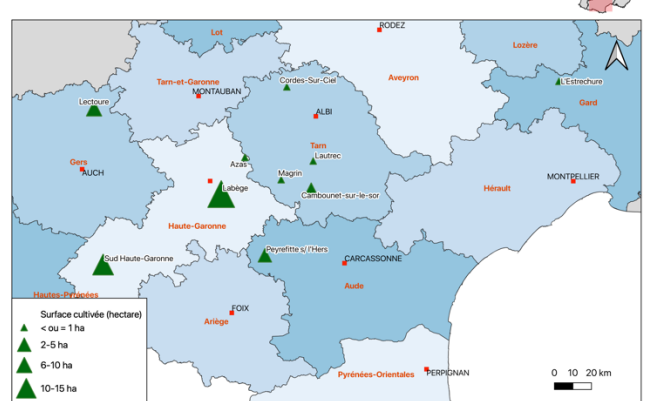 RODEZ
Lot
Lozère
Aveyron
Tarn-et-Garonne
MONTAUBAN
Cordes-Sur-Ciel
L'Estrechure
Gard
Lectoure
ALBI
Tarn
Gers
AUCH
Azas
Lautrec
Magrin
Labège
Cambounet-sur-le-sor
Hérault
MONTPELLIER
Haute-Garonne
Sud Haute-Garonne
Peyrefitte s/ l'Hers
CARCASSONNE
Aude
Hautes-Pyrénées
FOIX
Ariège
Pyrénées-Orientales
PERPIGNAN
Surface cultivée (hectare)
< ou = 1 ha
2-5 ha
6-10 ha
10-15 ha
0 10 20 km